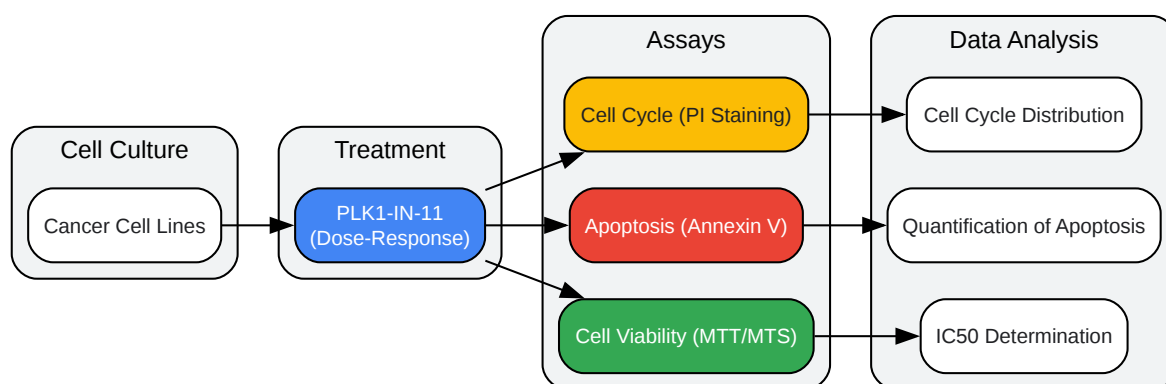 Cell Culture
Cancer Cell Lines
Treatment
PLK1-IN-11
(Dose-Response)
Assays
Cell Cycle (PI Staining)
Apoptosis (Annexin V)
Cell Viability (MTT/MTS)
Data Analysis
Cell Cycle Distribution
Quantification of Apoptosis
IC50 Determination